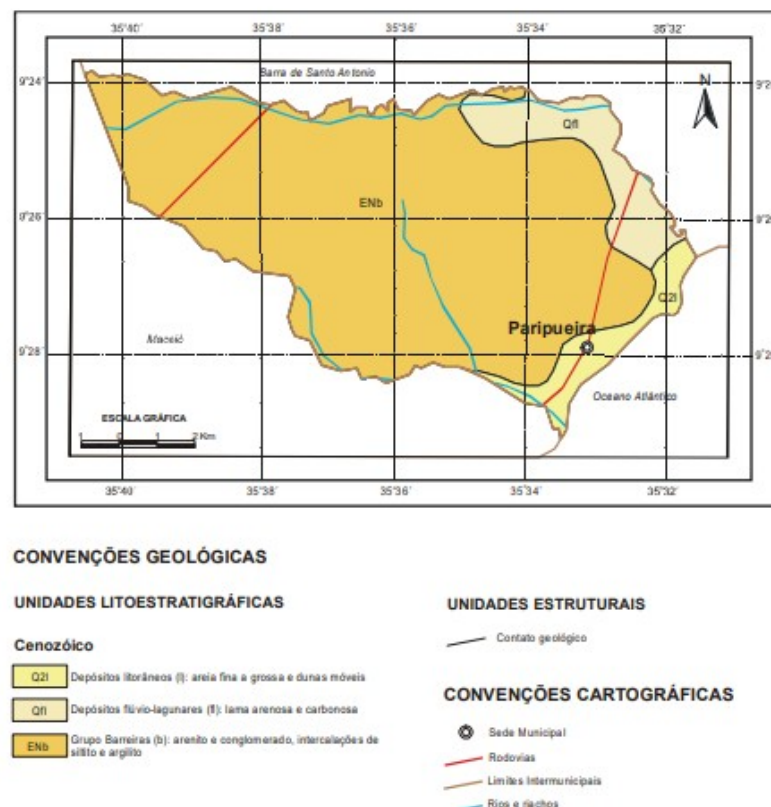 35°40´ 35°38´ 35°36´ 35°34´ 35°32´
Barra de Santo Antonio
9°24´
N
Qfl
ENb
9°26´
Q2l
Paripueira
Maceió
9°28´
Oceano Atlântico
ESCALA GRÁFICA
1 0 1 2 Km
35°40´ 35°38´ 35°36´ 35°34´ 35°32´
CONVENÇÕES GEOLÓGICAS
UNIDADES LITOESTRATIGRÁFICAS
Cenozóico
Q2l Depósitos litorâneos (l): areia fina a grossa e dunas móveis
Qfl Depósitos flúvio-lagunares (fl): lama arenosa e carbonosa
ENb Grupo Barreiras (b): arenito e conglomerado, intercalações de
siltito e argilito
UNIDADES ESTRUTURAIS
Contato geológico
CONVENÇÕES CARTOGRÁFICAS
Sede Municipal
Rodovias
Limites Intermunicipais
Rios e riachos